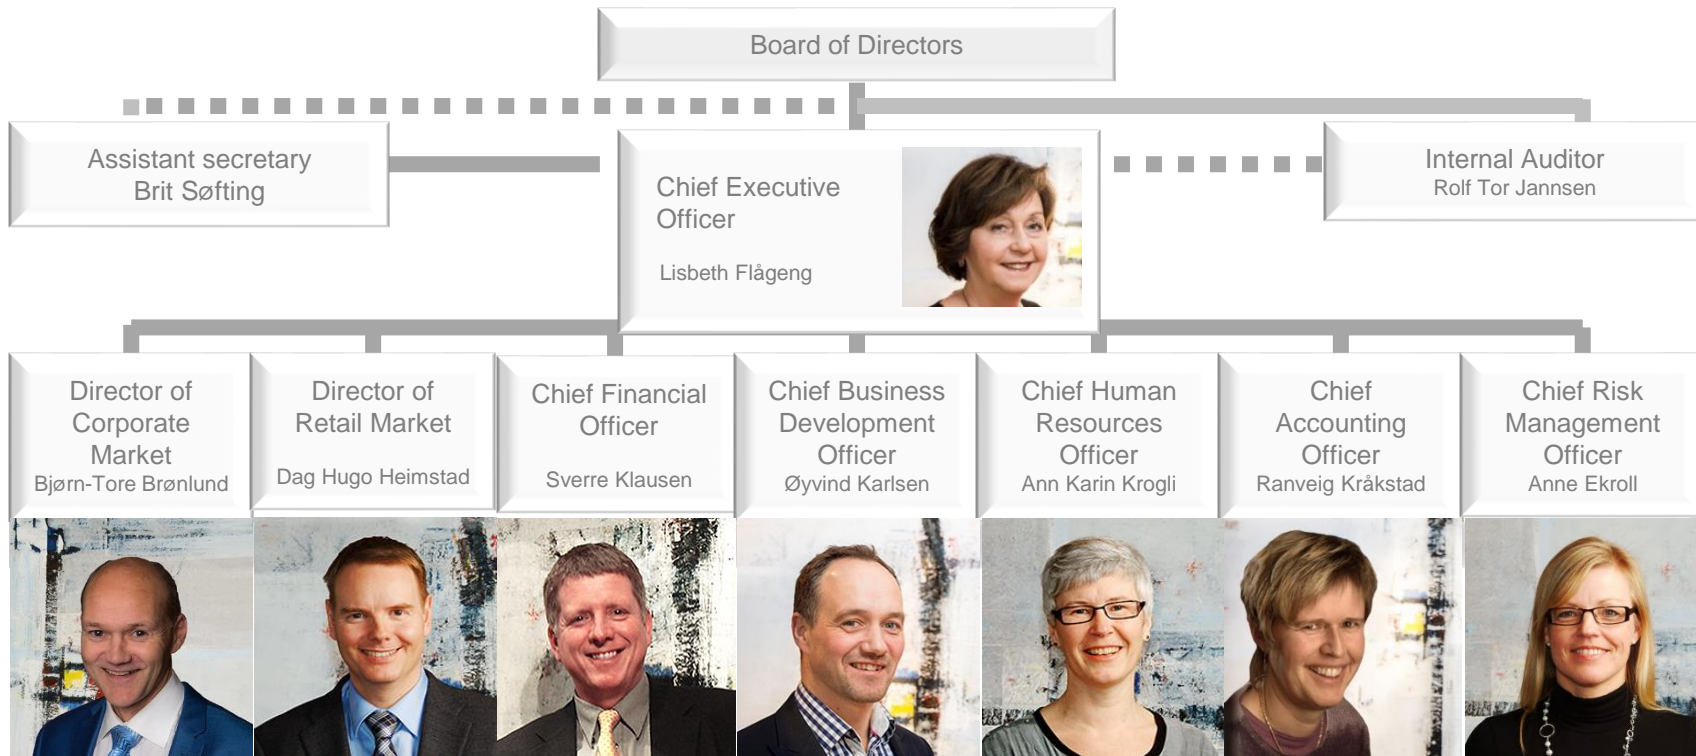 Board of Directors
Assistant secretary
Brit Søfting
Chief Executive
Officer
Lisbeth Flågeng
Internal Auditor
Rolf Tor Jannsen
Director of
Corporate
Market
Bjørn-Tore Brønlund
Director of
Retail Market
Dag Hugo Heimstad
Chief Financial
Officer
Sverre Klausen
Chief Business
Development
Officer
Øyvind Karlsen
Chief Human
Resources
Officer
Ann Karin Krogli
Chief
Accounting
Officer
Ranveig Kråkstad
Chief Risk
Management
Officer
Anne Ekroll